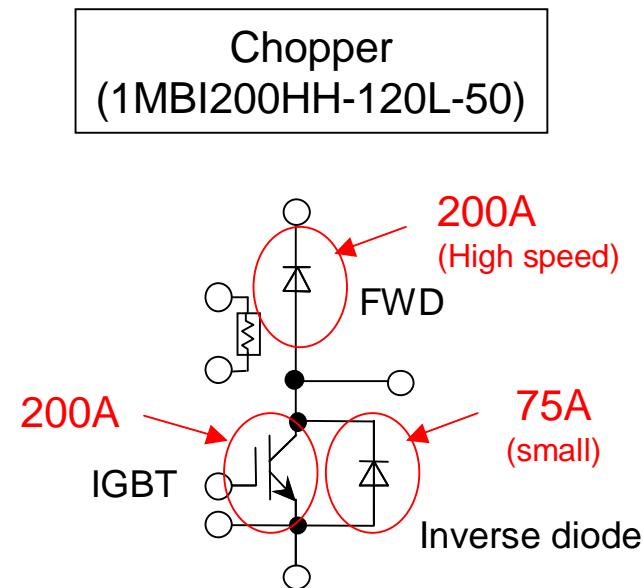 Chopper
(1MBI200HH-120L-50)
200A
(High speed)
FWD
200A
75A
(small)
IGBT
Inverse diode